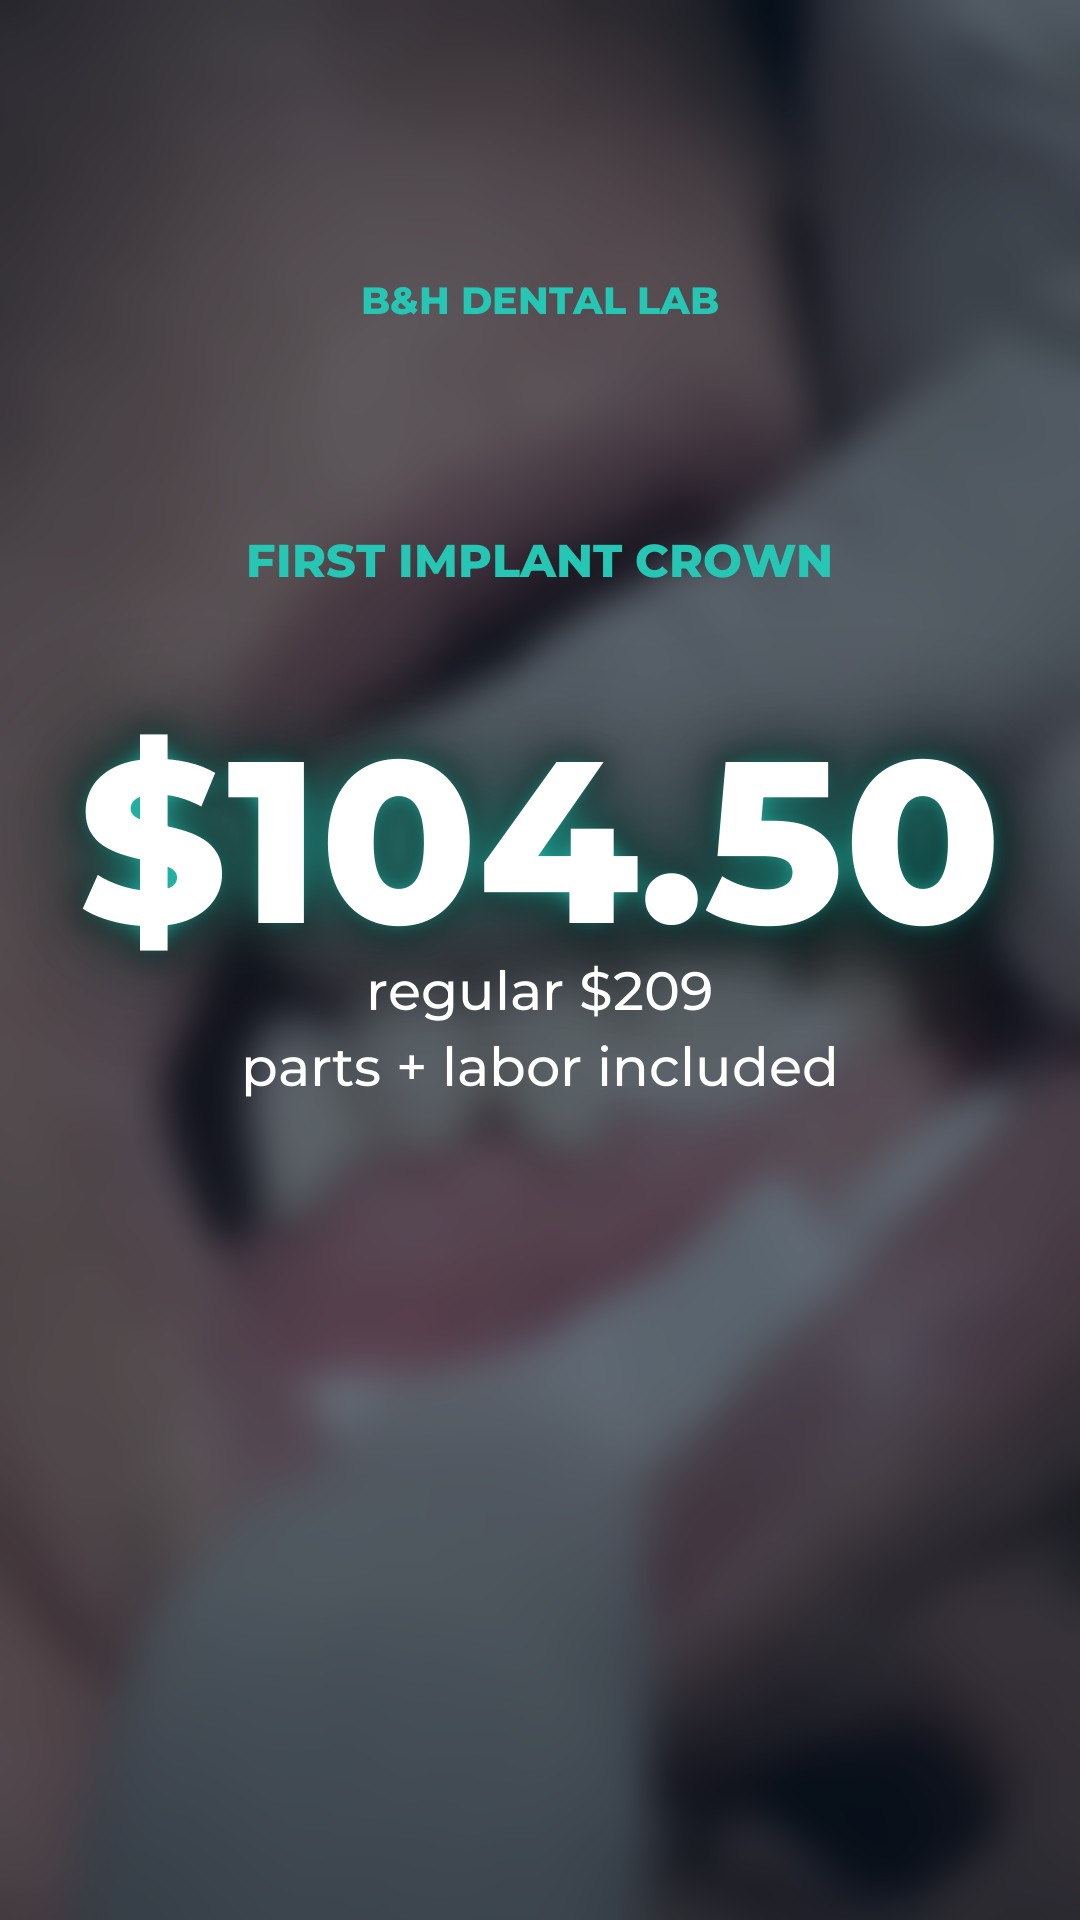 B&H DENTAL LAB
FIRST IMPLANT CROWN
$104.50
regular $209
parts + labor included